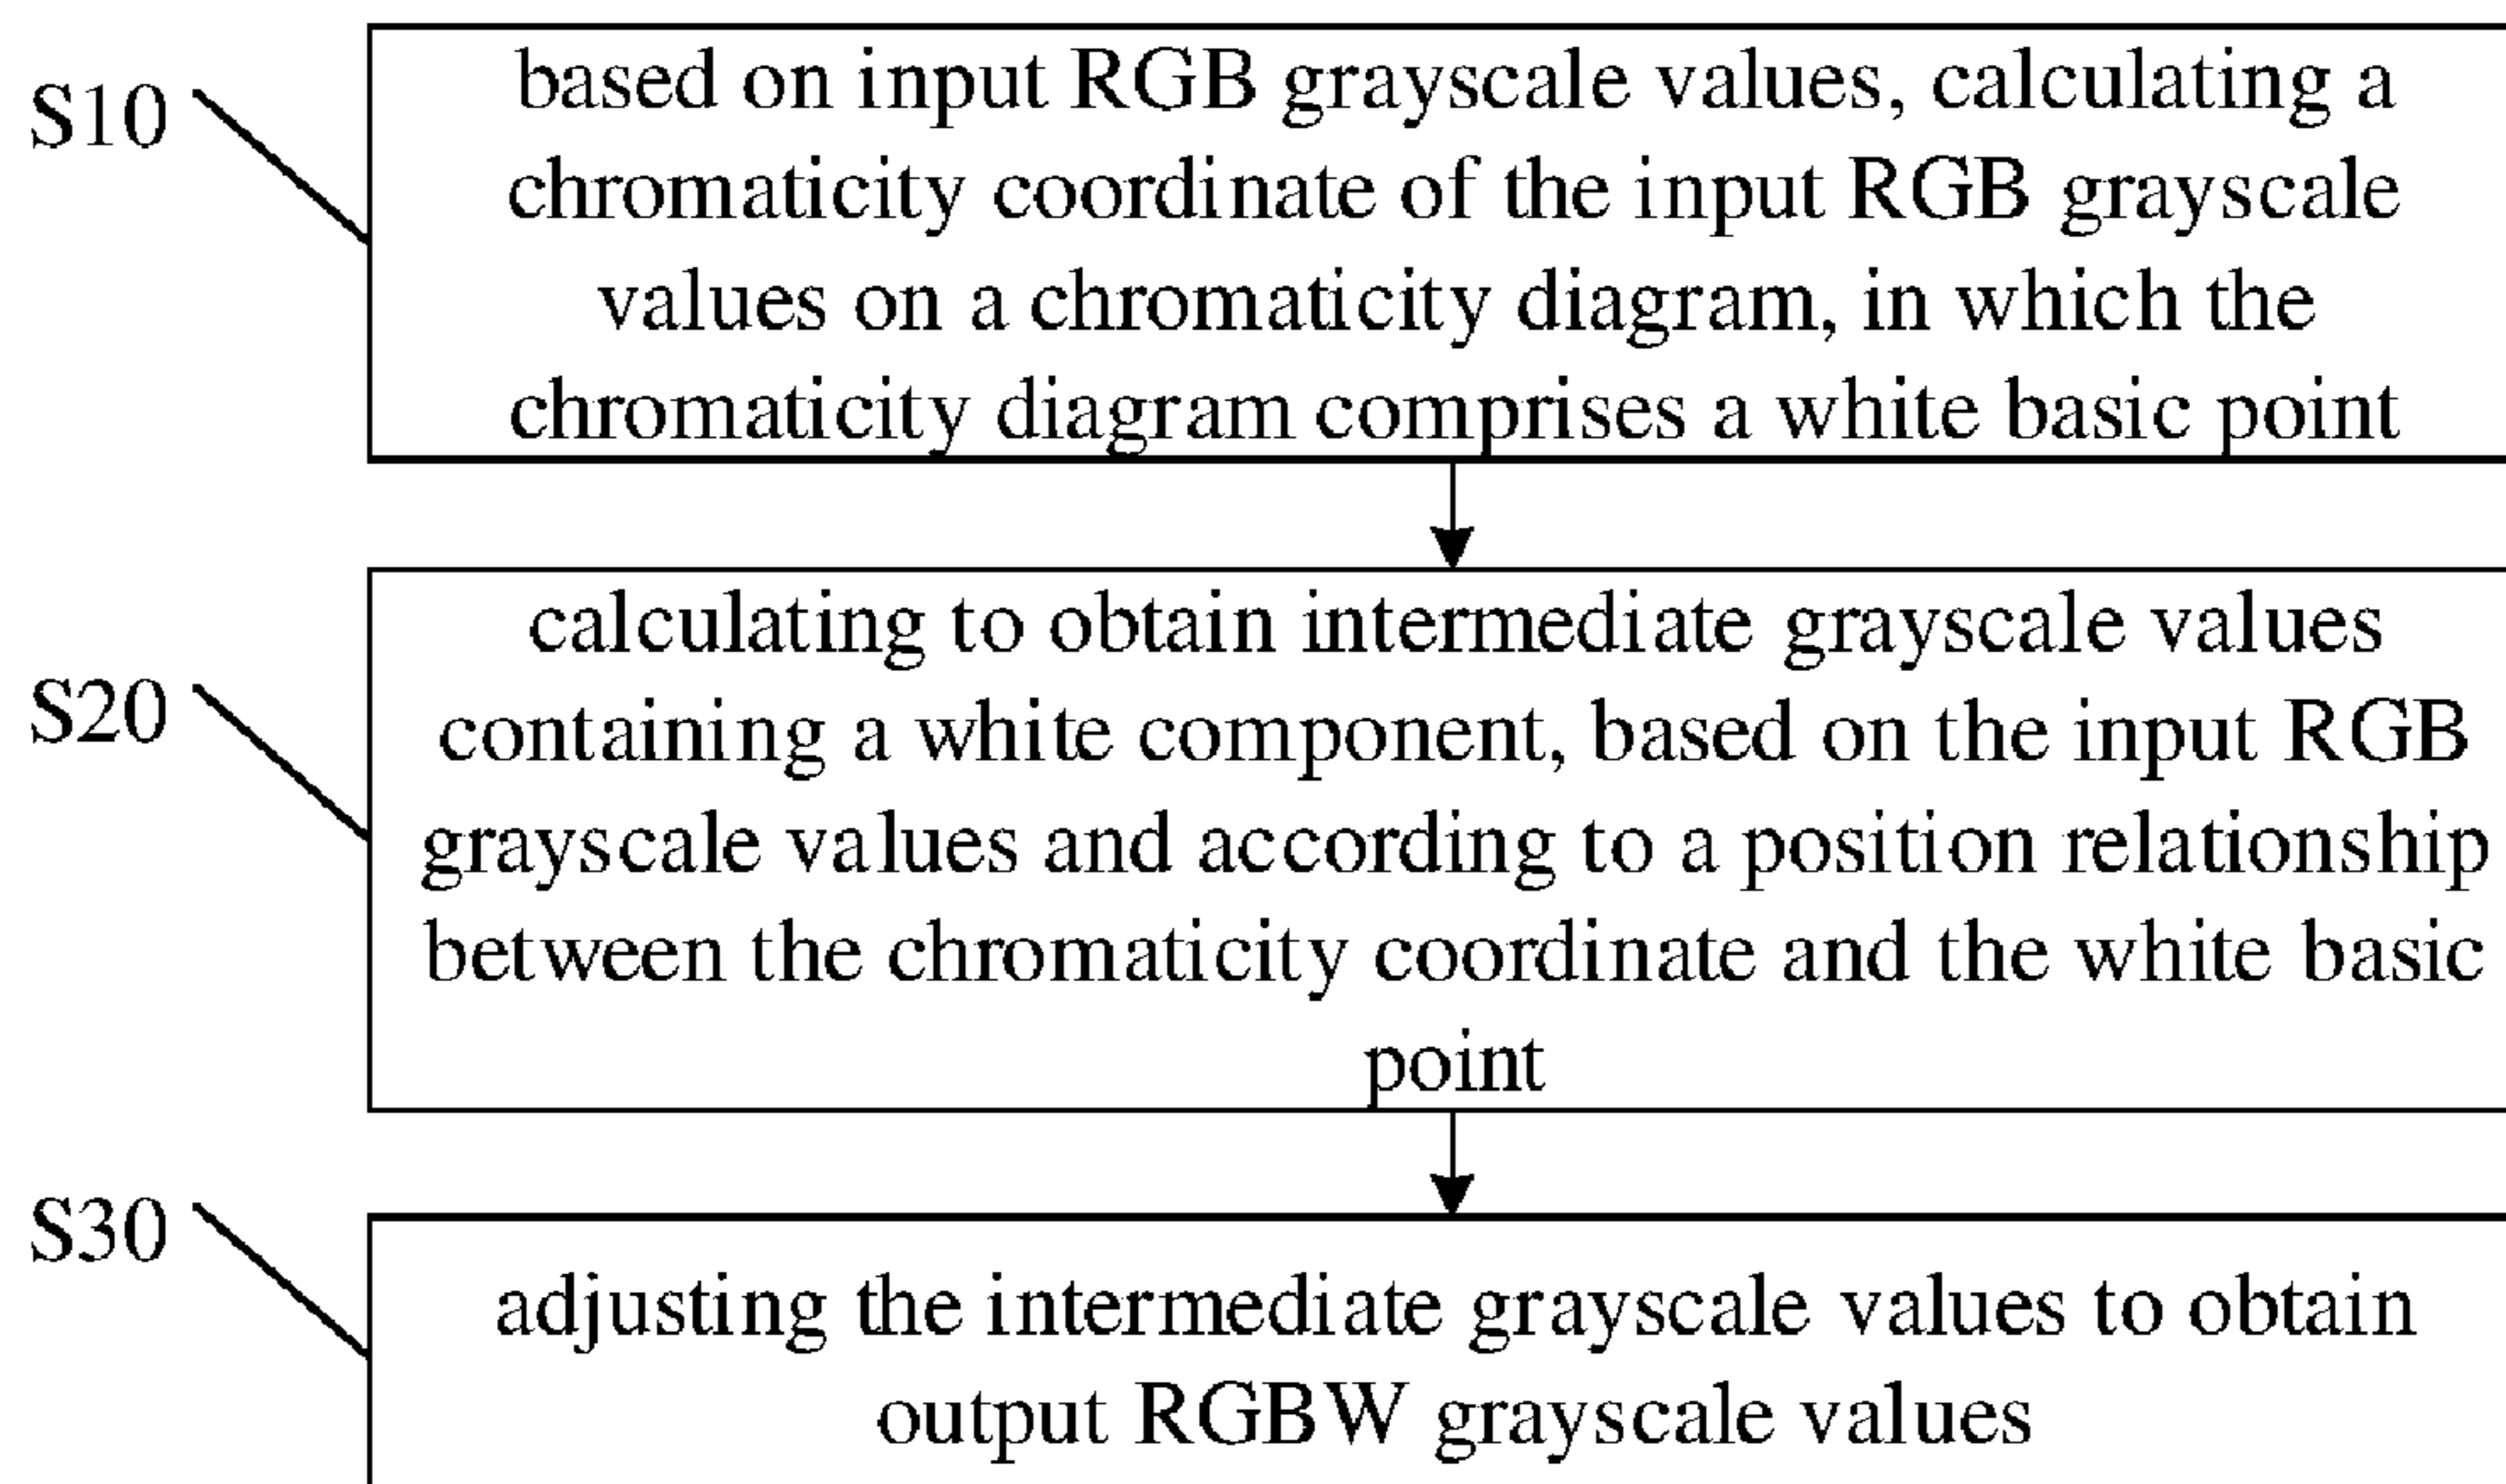 S10
based on input RGB grayscale values, calculating a
chromaticity coordinate of the input RGB grayscale
values on a chromaticity diagram, in which the
chromaticity diagram comprises a white basic point
S20
calculating to obtain intermediate grayscale values
containing a white component, based on the input RGB
grayscale values and according to a position relationship
between the chromaticity coordinate and the white basic
point
S30
adjusting the intermediate grayscale values to obtain
output RGBW grayscale values